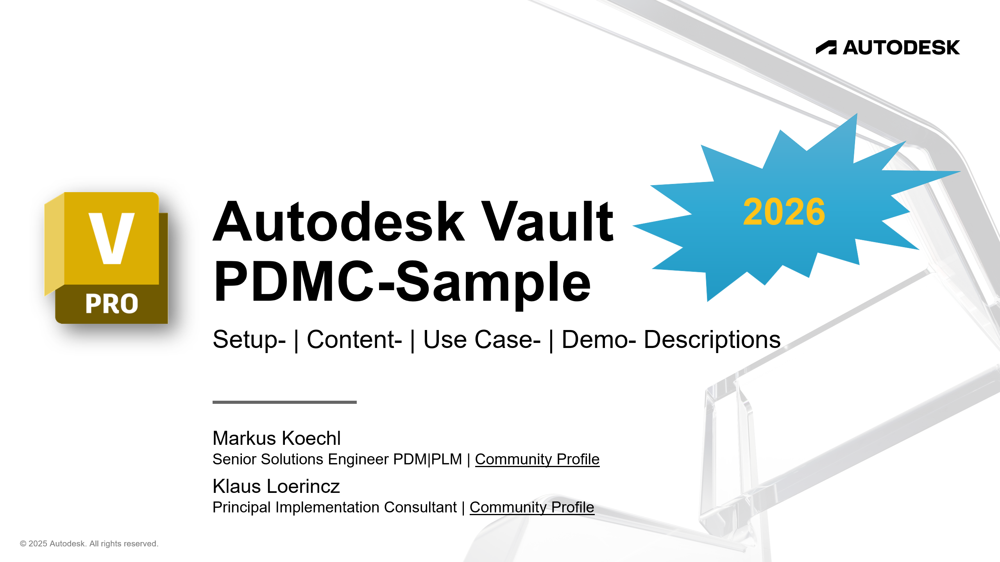 AUTODESK
2026
V
PRO
Autodesk Vault
PDMC-Sample
Setup- | Content- | Use Case- | Demo- Descriptions
Markus Koechl
Senior Solutions Engineer PDM|PLM | Community Profile
Klaus Loerincz
Principal Implementation Consultant | Community Profile
© 2025 Autodesk. All rights reserved.